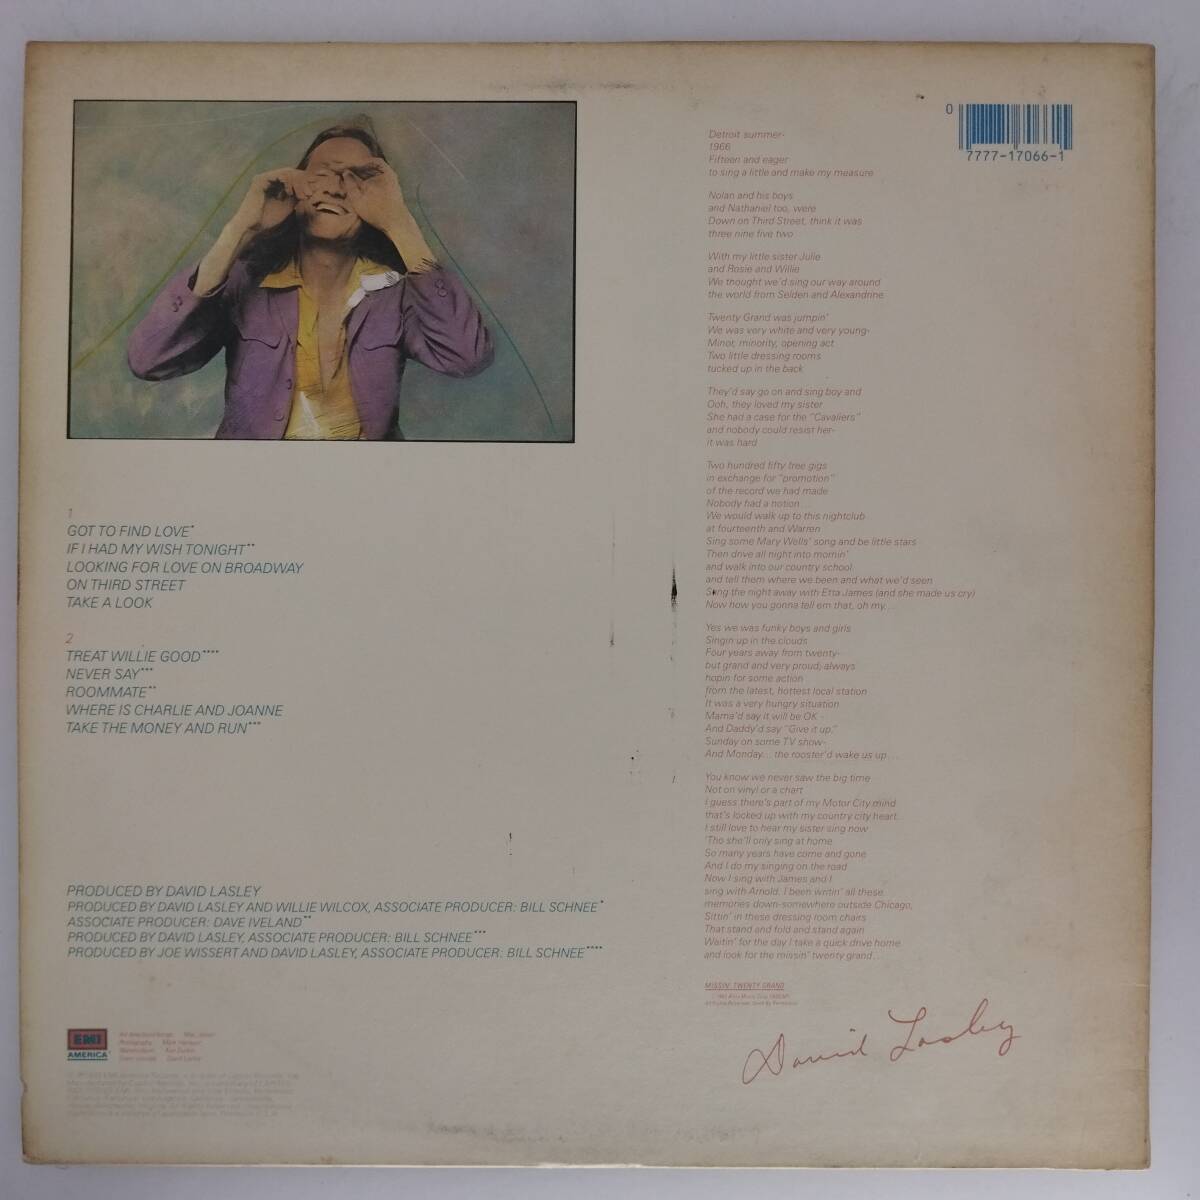 0
7777-17066-1
Detroit summer-
1966
Fifteen and eager
to sing a little and make my measure
Nolan and his boys
and Nathaniel too, were
Down on Third Street, think it was
three nine five two
With my little sister Julie
and Rosie and Willie
We thought we'd sing our way around
the world from Selden and Alexandrine
Twenty Grand was jumpin'
We was very white and very young-
Minor, minority, opening act
Two little dressing rooms
tucked up in the back
They'd say go on and sing boy and
Ooh, they loved my sister
She had a case for the "Cavaliers"
and nobody could resist her-
it was hard
Two hundred fifty free gigs
in exchange for "promotion"
of the record we had made
Nobody had a notion...
We would walk up to this nightclub
at fourteenth and Warren
Sing some Mary Wells' song and be little stars
Then drive all night into mornin'
and walk into our country school
and tell them where we been and what we'd seen
Sing the night away with Etta James (and she made us cry)
Now how you gonna tell em that, oh my...
Yes we was funky boys and girls
Singin up in the clouds
Four years away from twenty-
but grand and very proud; always
hopin for some action
from the latest, hottest local station
It was a very hungry situation
Mama'd say it will be OK -
And Daddy'd say "Give it up."
Sunday on some TV show-
And Monday... the rooster'd wake us up...
You know we never saw the big time
Not on vinyl or a chart
I guess there's part of my Motor City mind
that's locked up with my country city heart.
I still love to hear my sister sing now
'Tho she'll only sing at home
So many years have come and gone
And I do my singing on the road
Now I sing with James and I
sing with Arnold. I been writin' all these
memories down-somewhere outside Chicago,
Sittin' in these dressing room chairs
That stand and fold and stand again
Waitin' for the day I take a quick drive home
and look for the missin' twenty grand...
MISSIN' TWENTY GRAND
David Lasley
1
GOT TO FIND LOVE*
IF I HAD MY WISH TONIGHT**
LOOKING FOR LOVE ON BROADWAY
ON THIRD STREET
TAKE A LOOK
2
TREAT WILLIE GOOD****
NEVER SAY***
ROOMMATE**
WHERE IS CHARLIE AND JOANNE
TAKE THE MONEY AND RUN***
PRODUCED BY DAVID LASLEY
PRODUCED BY DAVID LASLEY AND WILLIE WILCOX, ASSOCIATE PRODUCER: BILL SCHNEE*
ASSOCIATE PRODUCER: DAVE IVELAND**
PRODUCED BY DAVID LASLEY, ASSOCIATE PRODUCER: BILL SCHNEE***
PRODUCED BY JOE WISSERT AND DAVID LASLEY, ASSOCIATE PRODUCER: BILL SCHNEE****
EMI
AMERICA